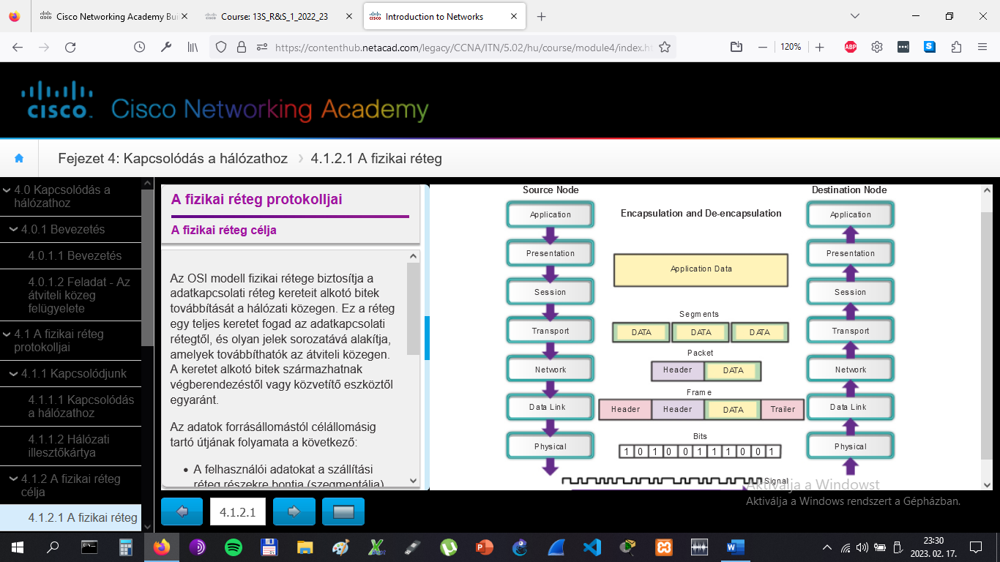 Cisco Networking Academy Bui
Course: 13S_R&S_1_2022_23
Introduction to Networks
https://contenthub.netacad.com/legacy/CCNA/ITN/5.02/hu/course/module4/index.ht
120%
ABP
CISCO
Cisco Networking Academy
Fejezet 4: Kapcsolódás a hálózathoz
4.1.2.1 A fizikai réteg
4.0 Kapcsolódás a
hálózathoz
4.0.1 Bevezetés
4.0.1.1 Bevezetés
4.0.1.2 Feladat - Az
átviteli közeg
felügyelete
4.1 A fizikai réteg
protokolljai
4.1.1 Kapcsolódjunk
4.1.1.1 Kapcsolódás
a hálózathoz
4.1.1.2 Hálózati
illesztőkártya
4.1.2 A fizikai réteg
célja
4.1.2.1 A fizikai réteg
A fizikai réteg protokolljai
A fizikai réteg célja
Az OSI modell fizikai rétege biztosítja a
adatkapcsolati réteg kereteit alkotó bitek
továbbítását a hálózati közegen. Ez a réteg
egy teljes keretet fogad az adatkapcsolati
rétegtől, és olyan jelek sorozatává alakítja,
amelyek továbbíthatók az átviteli közegen.
A keretet alkotó bitek származhatnak
végberendezéstől vagy közvetítő eszköztől
egyaránt.
Az adatok forrásállomástól célállomásig
tartó útjának folyamata a következő:
• A felhasználói adatokat a szállítási
réteg részekre bontja (szegmentálja)
4.1.2.1
Source Node
Application
Presentation
Session
Transport
Network
Data Link
Physical
Encapsulation and De-encapsulation
Application Data
Segments
DATA DATA DATA
Packet
Header DATA
Frame
Header Header DATA Trailer
Bits
1 0 1 0 0 1 1 1 0 0 1
Signal
Destination Node
Application
Presentation
Session
Transport
Network
Data Link
Physical
Aktiválja a Windowst
Aktiválja a Windows rendszert a Gépházban.
23:30
2023. 02. 17.